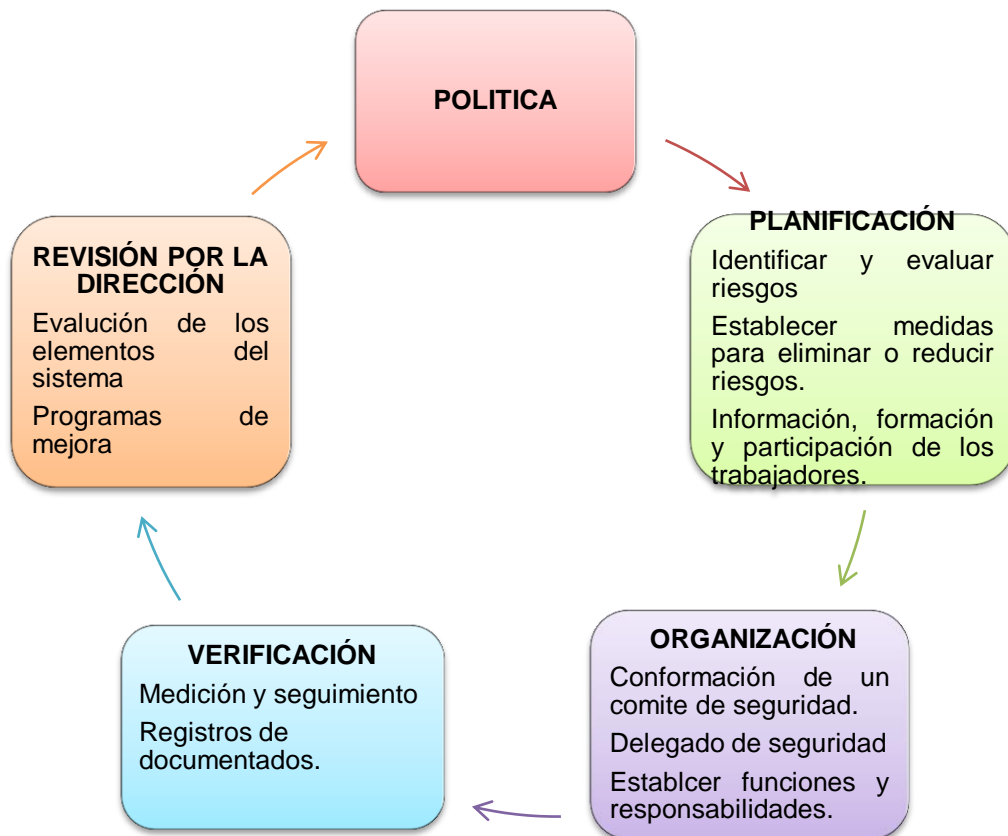 POLITICA
PLANIFICACIÓN
Identificar y evaluar
riesgos
Establecer medidas
para eliminar o reducir
riesgos.
Información, formación
y participación de los
trabajadores.
ORGANIZACIÓN
Conformación de un
comite de seguridad.
Delegado de seguridad
Establcer funciones y
responsabilidades.
VERIFICACIÓN
Medición y seguimiento
Registros de
documentados.
REVISIÓN POR LA
DIRECCIÓN
Evalución de los
elementos del
sistema
Programas de
mejora